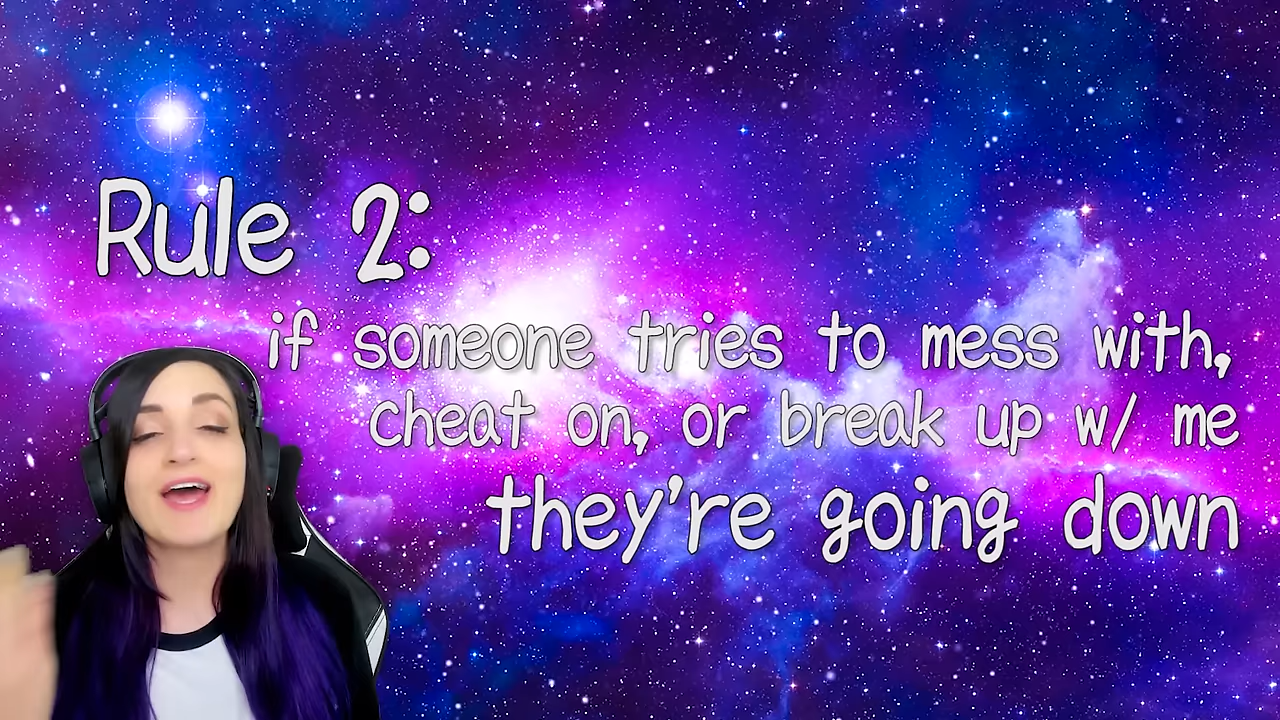 Rule 2:
if someone tries to mess with,
cheat on, or break up w/ me
they're going down